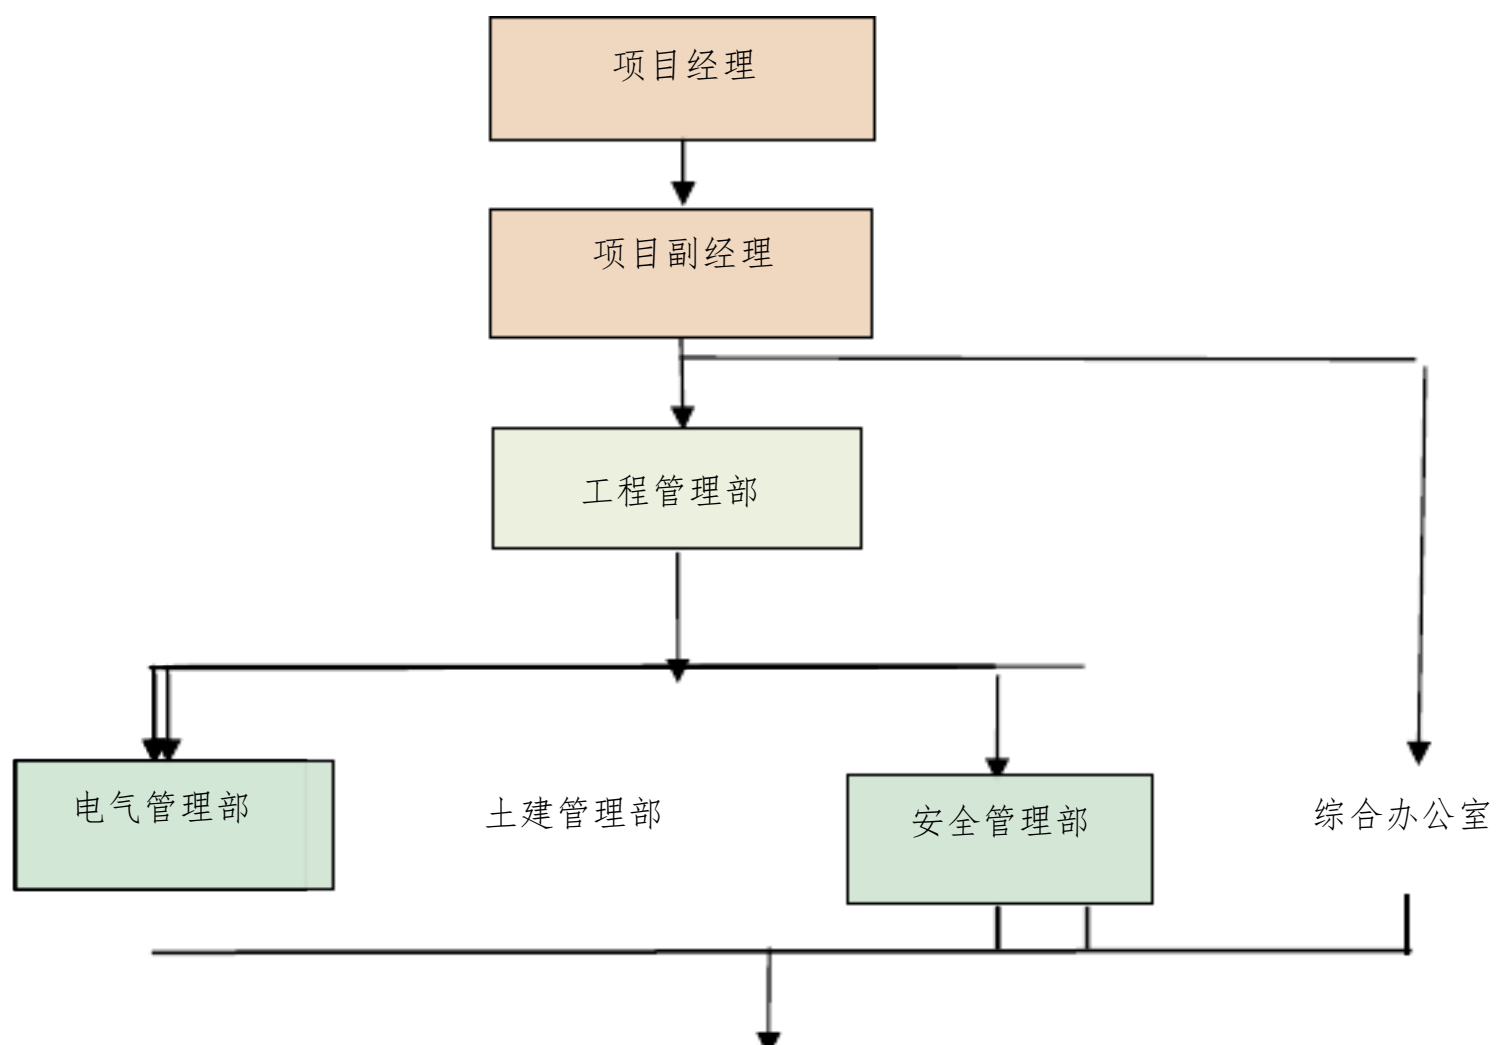 项目经理
项目副经理
工程管理部
电气管理部
土建管理部
安全管理部
综合办公室